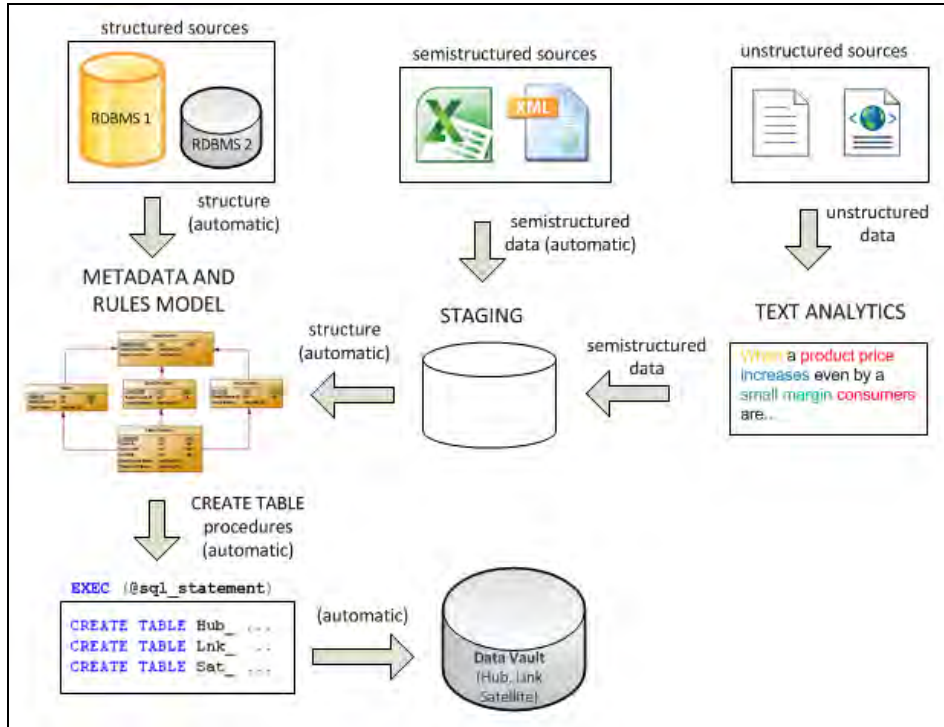 structured sources
RDBMS 1
RDBMS 2
semistructured sources
XML
unstructured sources
structure
(automatic)
semistructured
data (automatic)
unstructured
data
METADATA AND
RULES MODEL
structure
(automatic)
STAGING
semistructured
data
TEXT ANALYTICS
When a product price
increases even by a
small margin consumers
are..
CREATE TABLE
procedures
(automatic)
EXEC (@sql_statement)
CREATE TABLE Hub_ (...
CREATE TABLE Lnk_ ..
CREATE TABLE Sat_ ...
(automatic)
Data Vault
(Hub, Link
Satellite)